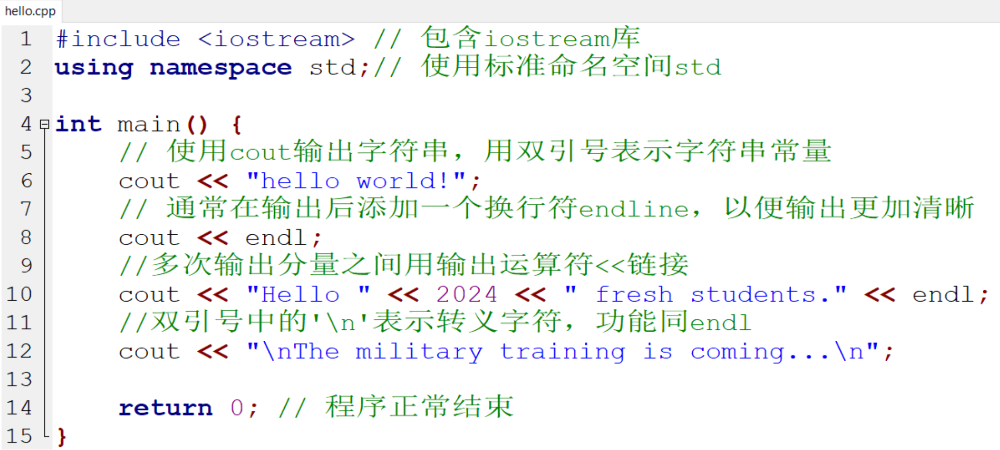 hello.cpp
1 #include <iostream> // 包含iostream库
2 using namespace std;// 使用标准命名空间std
3
4 int main() {
5     // 使用cout输出字符串，用双引号表示字符串常量
6     cout << "hello world!";
7     // 通常在输出后添加一个换行符endline，以便输出更加清晰
8     cout << endl;
9     //多次输出分量之间用输出运算符<<链接
10     cout << "Hello " << 2024 << " fresh students." << endl;
11     //双引号中的'\n'表示转义字符，功能同endl
12     cout << "\nThe military training is coming...\n";
13
14     return 0; // 程序正常结束
15 }